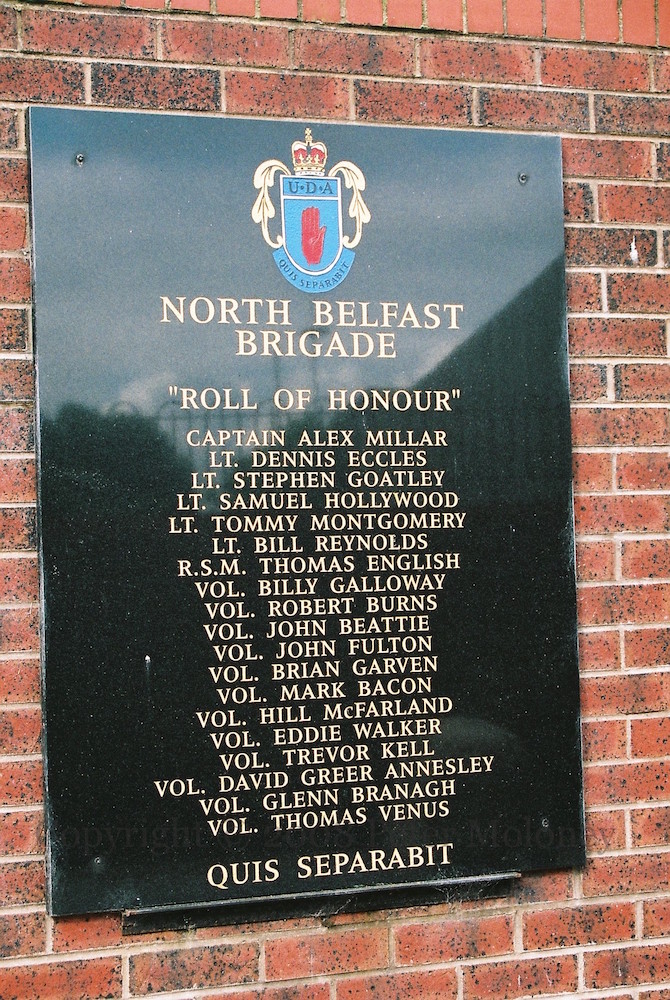 U·D·A
QUIS SEPARABIT
NORTH BELFAST
BRIGADE
"ROLL OF HONOUR"
CAPTAIN ALEX MILLAR
LT. DENNIS ECCLES
LT. STEPHEN GOATLEY
LT. SAMUEL HOLLYWOOD
LT. TOMMY MONTGOMERY
LT. BILL REYNOLDS
R.S.M. THOMAS ENGLISH
VOL. BILLY GALLOWAY
VOL. ROBERT BURNS
VOL. JOHN BEATTIE
VOL. JOHN FULTON
VOL. BRIAN GARVEN
VOL. MARK BACON
VOL. HILL McFARLAND
VOL. EDDIE WALKER
VOL. TREVOR KELL
VOL. DAVID GREER ANNESLEY
VOL. GLENN BRANAGH
VOL. THOMAS VENUS
QUIS SEPARABIT